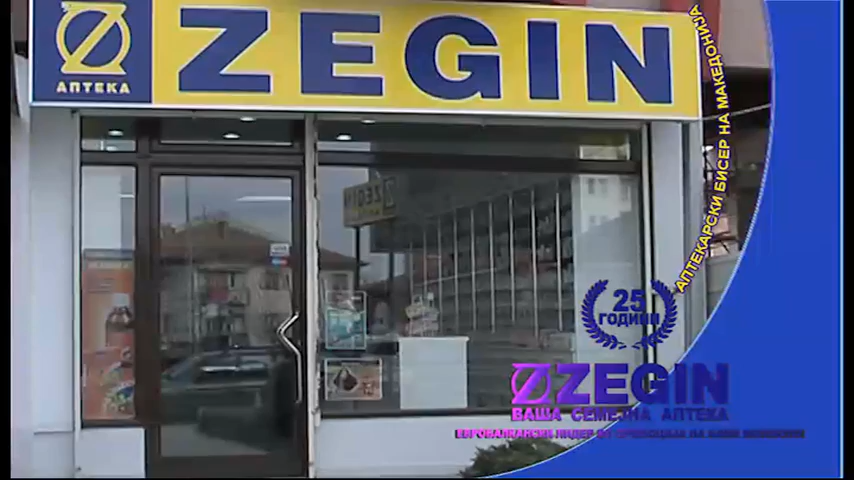 АПТЕКА
ZEGIN
АПТЕКАРСКИ БИСЕР НА МАКЕДОНИЈА
25
ГОДИНИ
ZEGIN
ВАША СЕМЕЈНА АПТЕКА